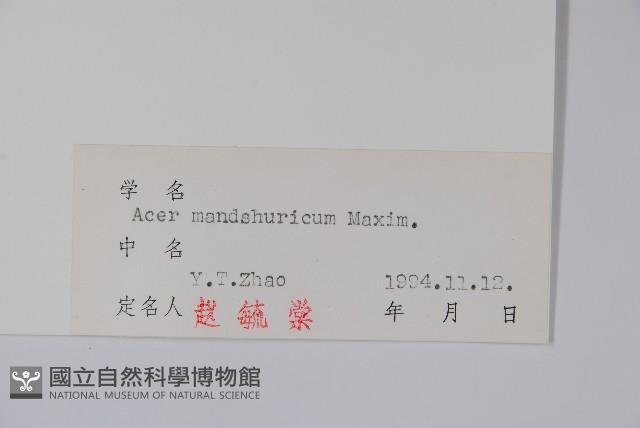 学 名
Acer mandshuricum Maxim.
中 名
Y.T.Zhao 1994.11.12.
定名人 趙 毓 棠 年 月 日
國立自然科學博物館
NATIONAL MUSEUM OF NATURAL SCIENCE